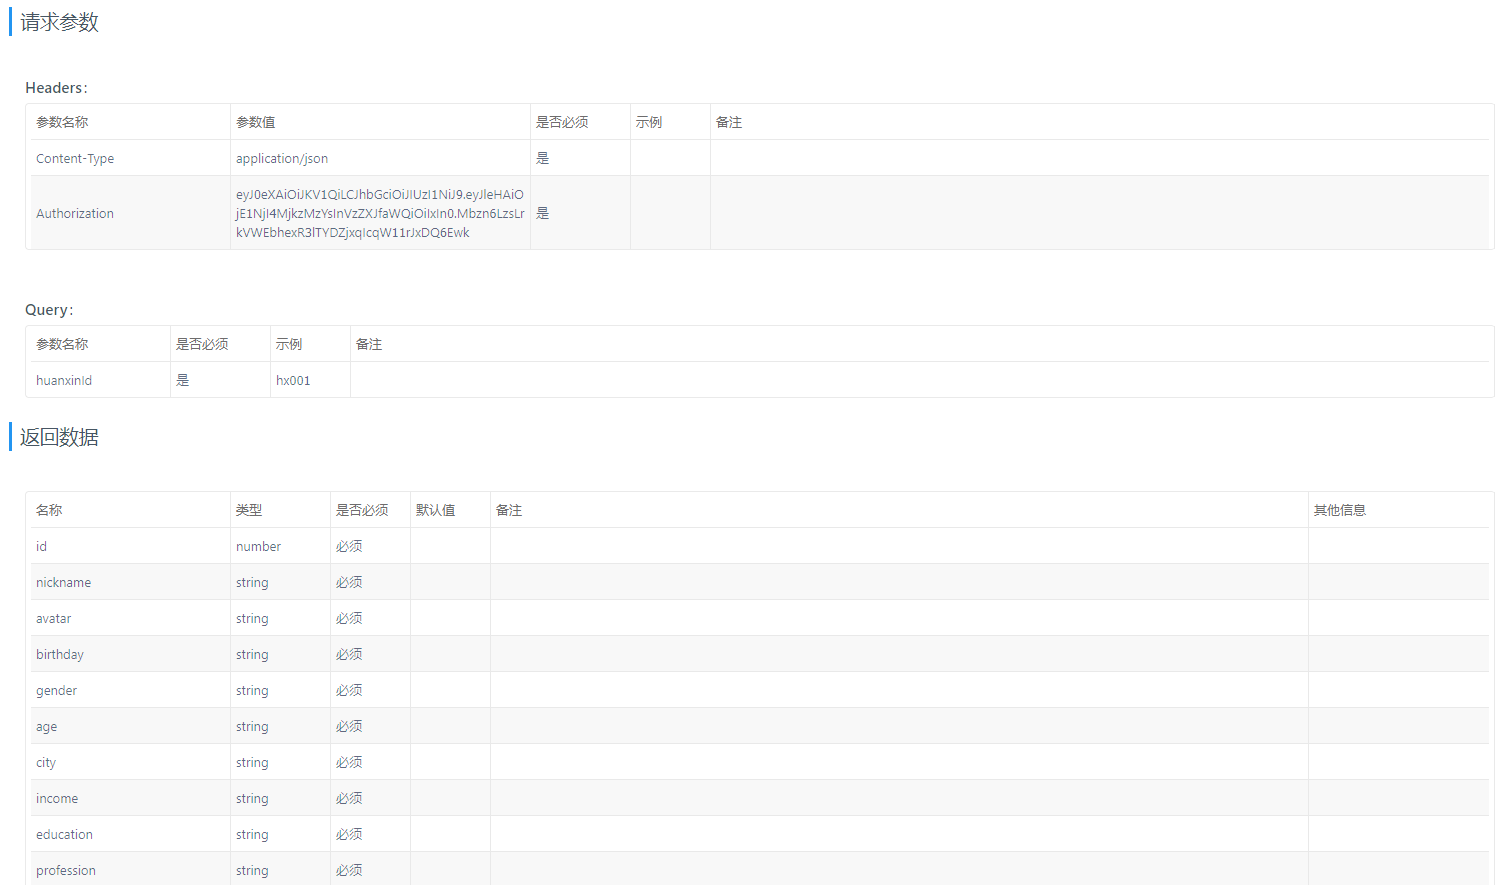 请求参数
Headers：
参数名称 参数值 是否必须 示例 备注
Content-Type application/json 是
Authorization eyJ0eXAiOiJKV1QiLCJhbGciOiJIUzI1NiJ9.eyJleHAiO 是
jE1NjI4MjkzMzYsInVzZXJfaWQiOiIxIn0.Mbzn6LzsLr
kVWEbhexR3lTYDZjxqIcqW11rJxDQ6Ewk
Query：
参数名称 是否必须 示例 备注
huanxinId 是 hx001
返回数据
名称 类型 是否必须 默认值 备注 其他信息
id number 必须
nickname string 必须
avatar string 必须
birthday string 必须
gender string 必须
age string 必须
city string 必须
income string 必须
education string 必须
profession string 必须